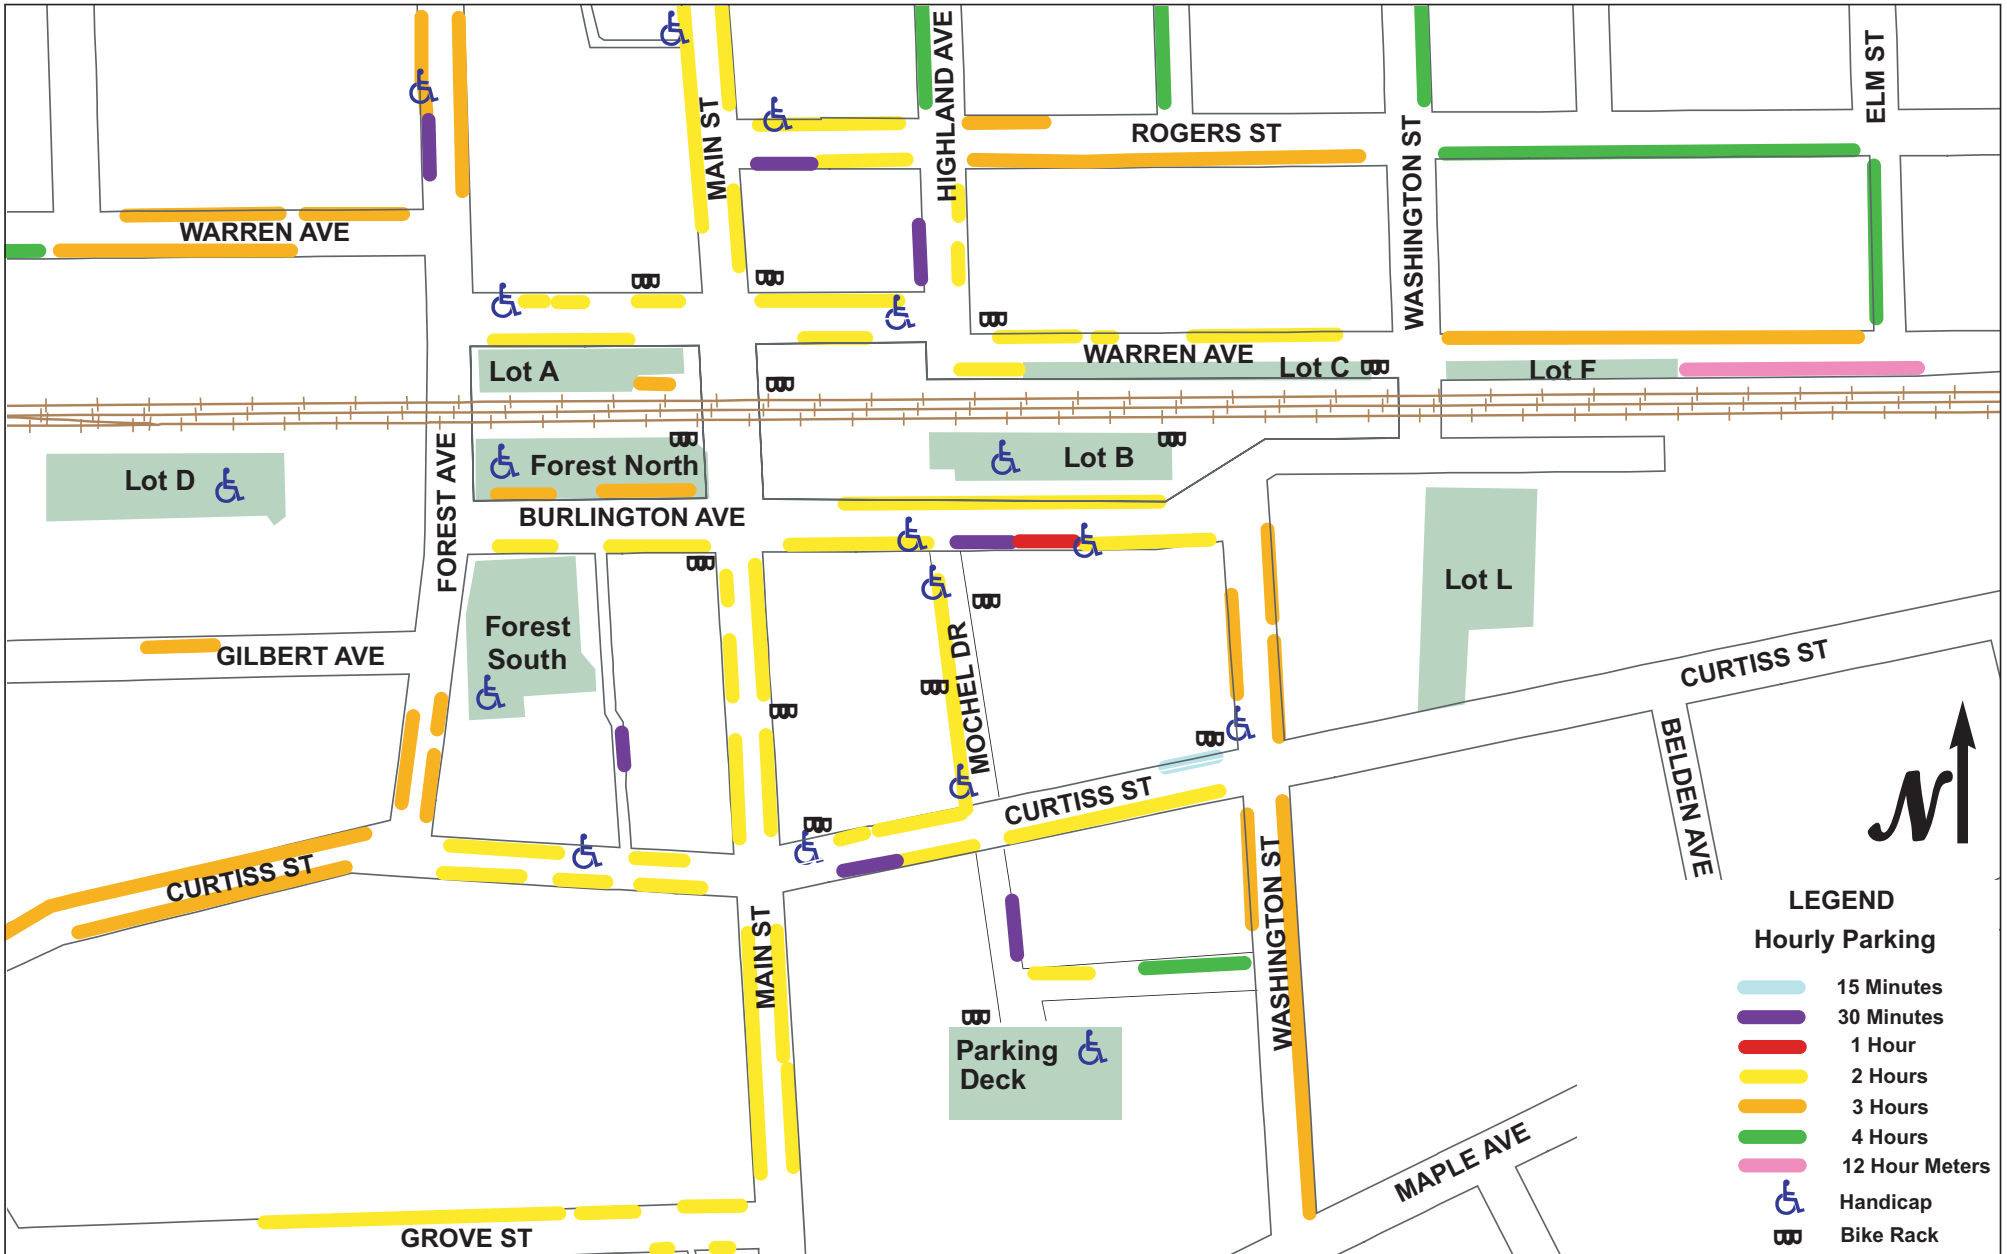 HIGHLAND AVE
ELM ST
MAIN ST
ROGERS ST
WASHINGTON ST
WARREN AVE
WARREN AVE
Lot A
Lot C
Lot F
FOREST AVE
Forest North
Lot B
Lot D
BURLINGTON AVE
Lot L
Forest
South
GILBERT AVE
MOCHEL DR
CURTISS ST
BELDEN AVE
CURTISS ST
CURTISS ST
WASHINGTON ST
MAIN ST
N
Parking
Deck
MAPLE AVE
GROVE ST
LEGEND
Hourly Parking
15 Minutes
30 Minutes
1 Hour
2 Hours
3 Hours
4 Hours
12 Hour Meters
Handicap
Bike Rack